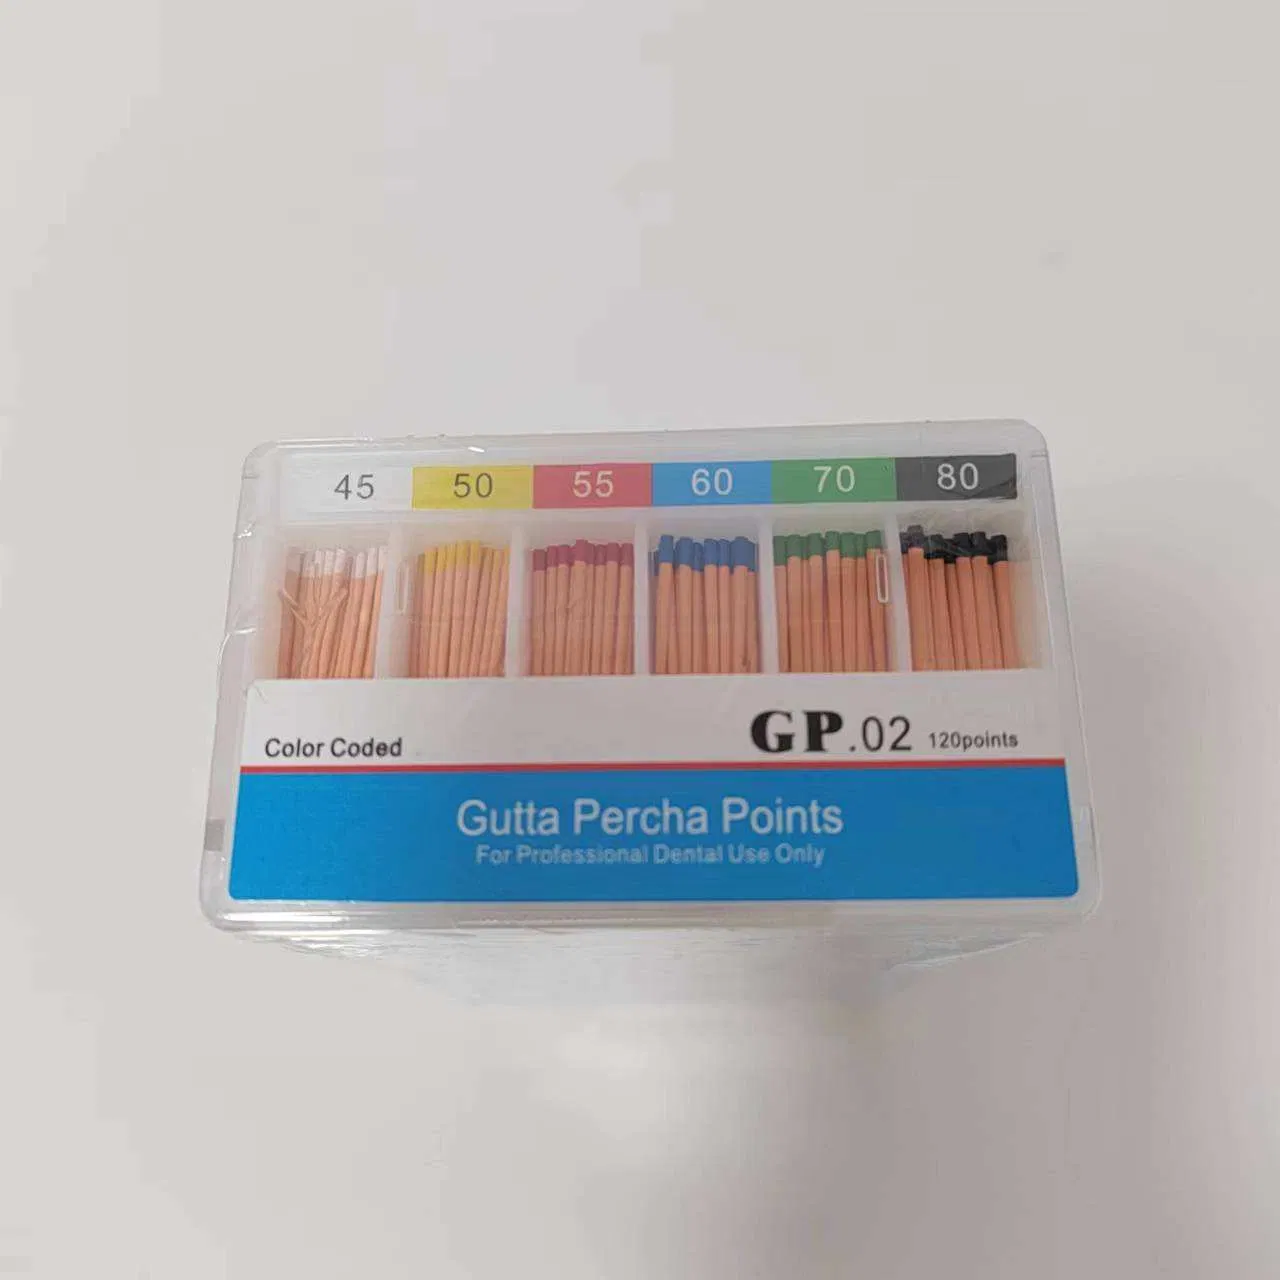 45 50 55 60 70 80
Color Coded GP.02 120points
Gutta Percha Points
For Professional Dental Use Only